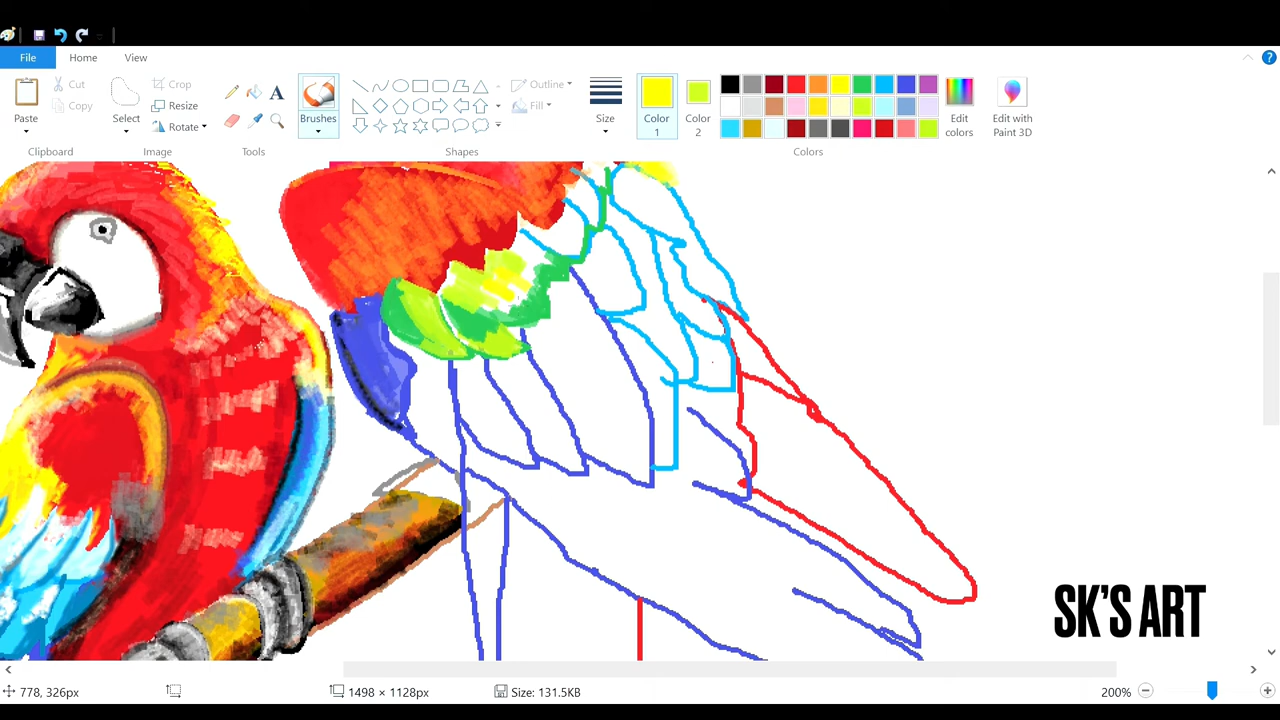 File Home View
Paste
Cut
Copy
Clipboard
Select
Crop
Resize
Rotate
Image
Tools
Brushes
Shapes
Outline
Fill
Size
Color
1
Color
2
Colors
Edit
colors
Edit with
Paint 3D
SK'S ART
778, 326px
1498 × 1128px
Size: 131.5KB
200%